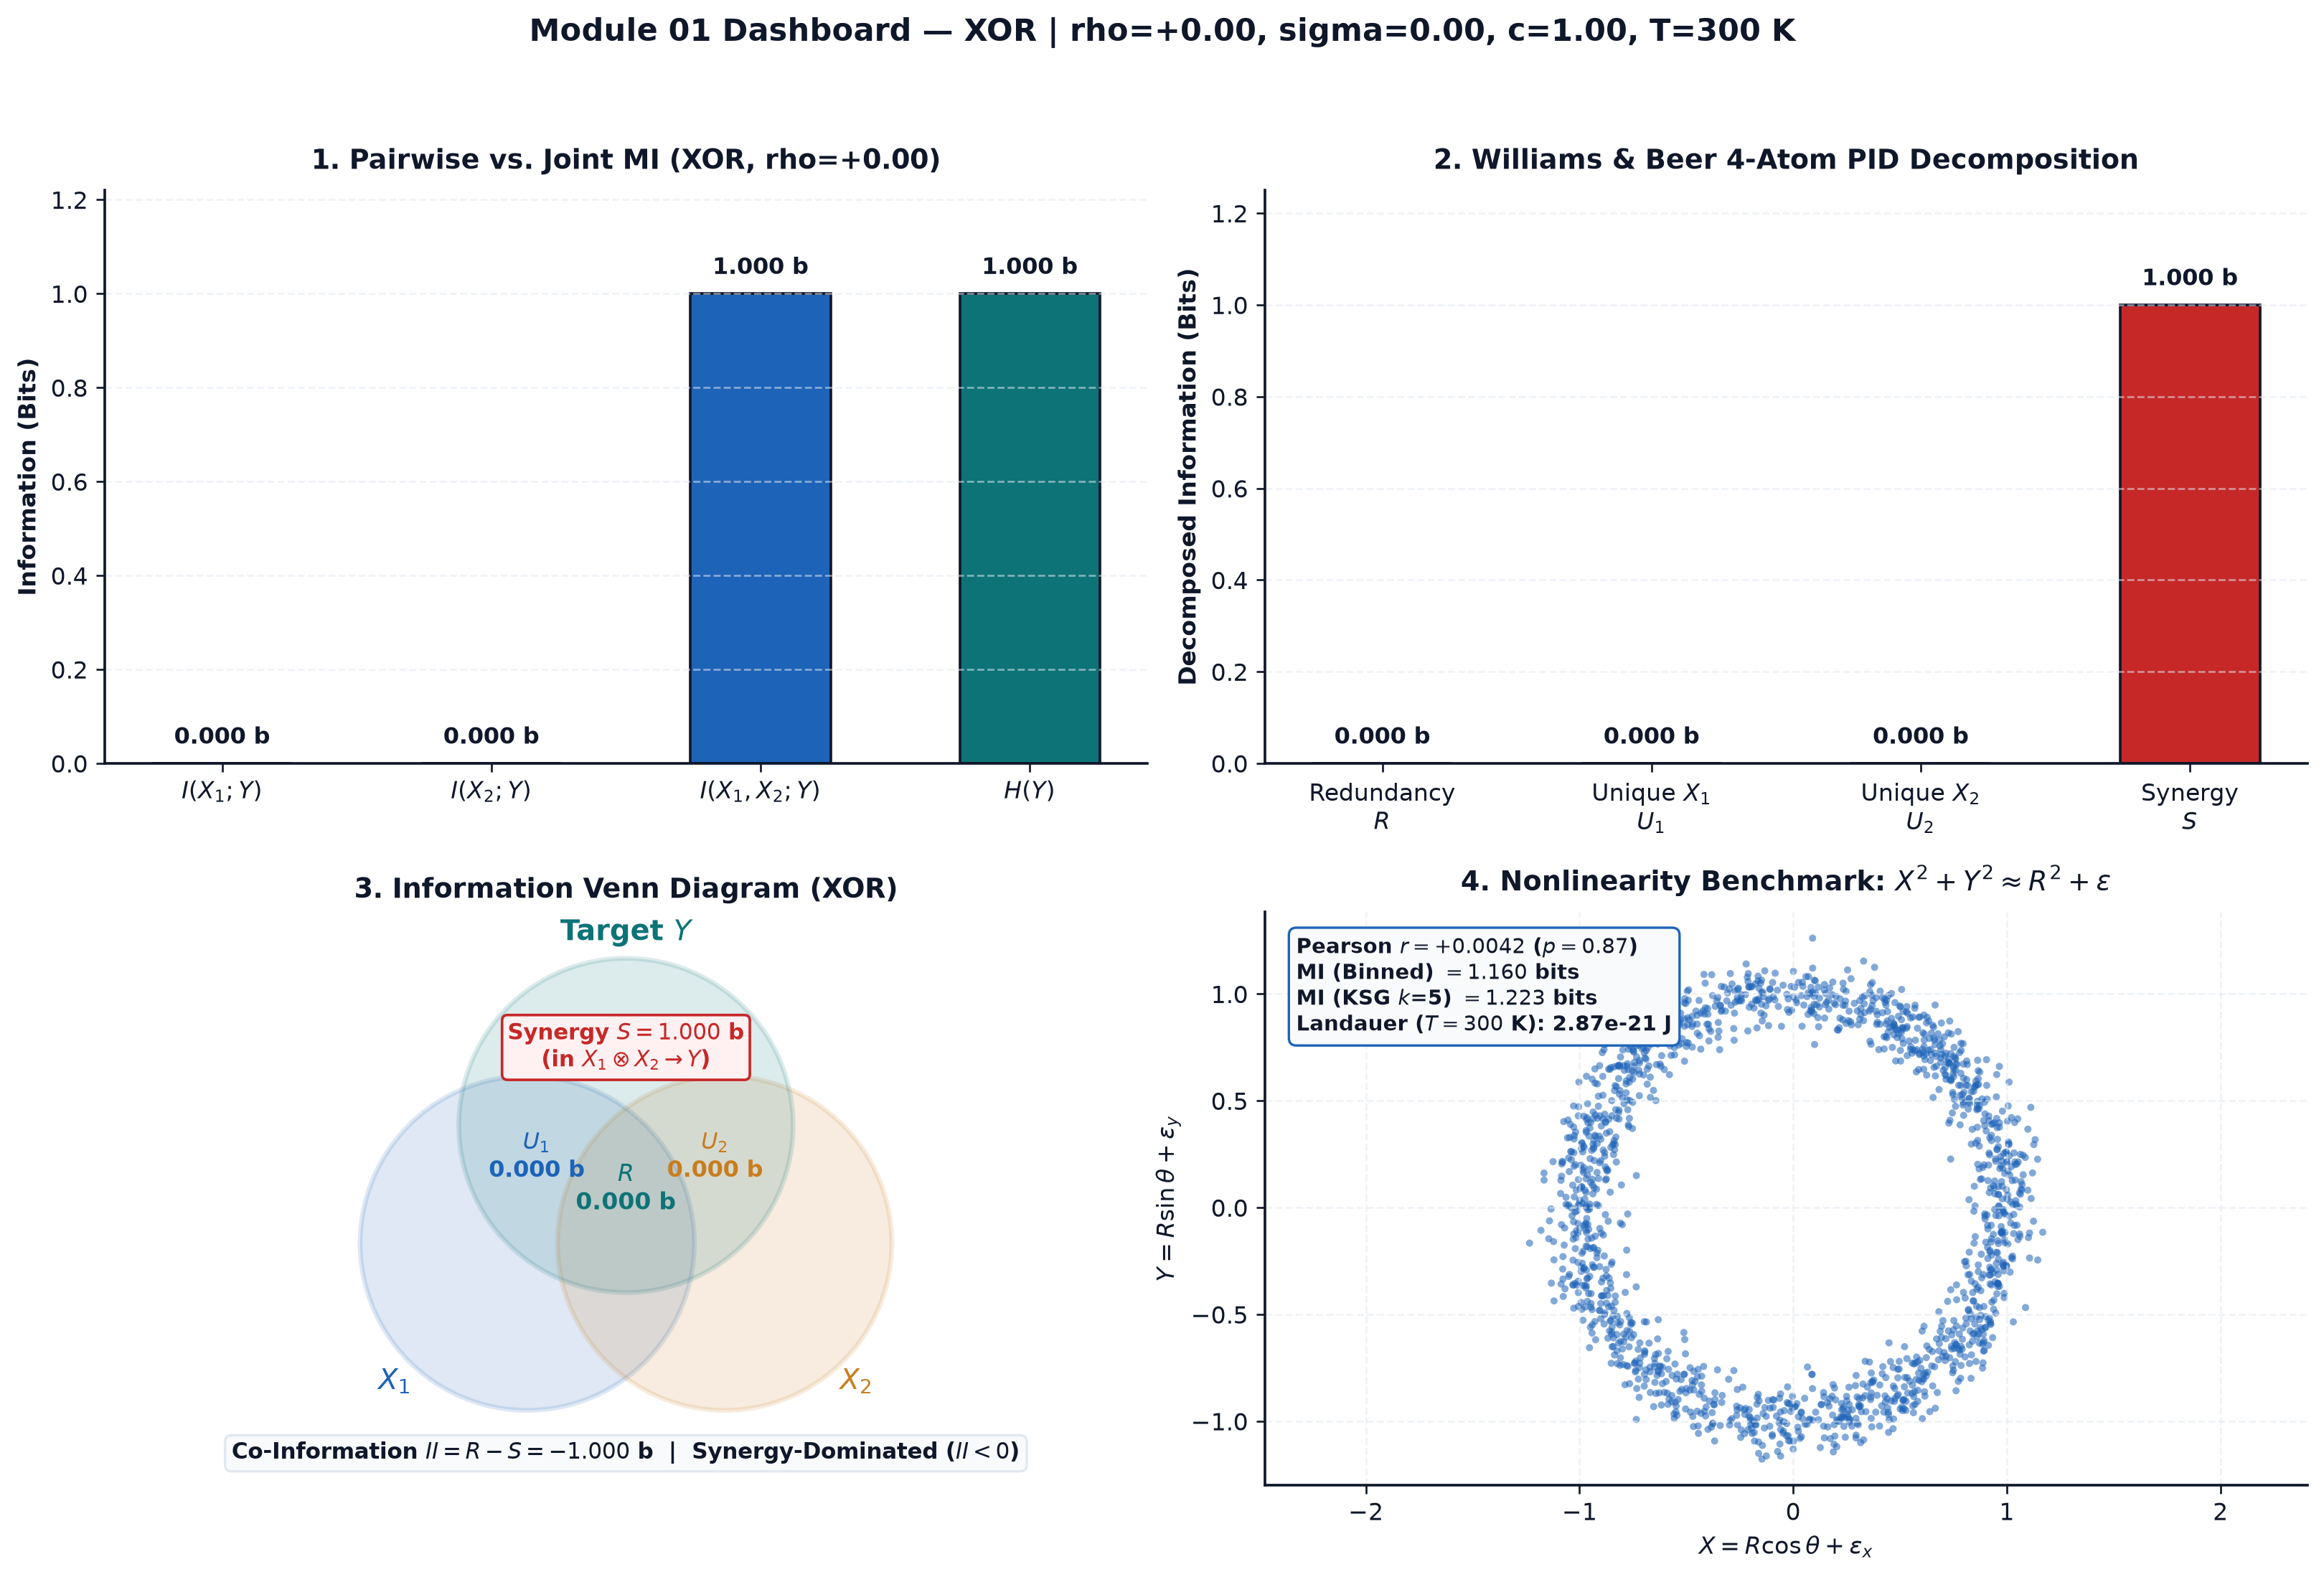 Module 01 Dashboard — XOR | rho=+0.00, sigma=0.00, c=1.00, T=300 K
1. Pairwise vs. Joint MI (XOR, rho=+0.00)
Information (Bits)
1.2
1.0
0.8
0.6
0.4
0.2
0.0
0.000 b
0.000 b
1.000 b
1.000 b
I(X₁; Y)
I(X₂; Y)
I(X₁, X₂; Y)
H(Y)
2. Williams & Beer 4-Atom PID Decomposition
Decomposed Information (Bits)
1.2
1.0
0.8
0.6
0.4
0.2
0.0
0.000 b
0.000 b
0.000 b
1.000 b
Redundancy
R
Unique X₁
U₁
Unique X₂
U₂
Synergy
S
3. Information Venn Diagram (XOR)
Target Y
Synergy S = 1.000 b
(in X₁ ⊗ X₂ → Y)
U₁
0.000 b
U₂
0.000 b
R
0.000 b
X₁
X₂
Co-Information II = R − S = −1.000 b | Synergy-Dominated (II < 0)
4. Nonlinearity Benchmark: X² + Y² ≈ R² + ε
Pearson r = +0.0042 (p = 0.87)
MI (Binned) = 1.160 bits
MI (KSG k=5) = 1.223 bits
Landauer (T = 300 K): 2.87e-21 J
Y = R sin θ + εᵧ
1.0
0.5
0.0
−0.5
−1.0
−2
−1
0
1
2
X = R cos θ + εₓ